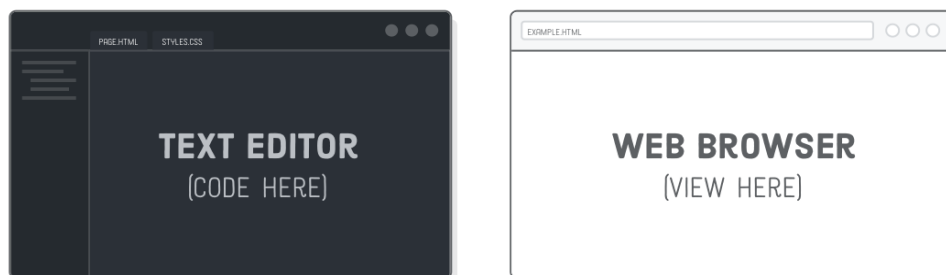 PAGE.HTML STYLES.CSS
TEXT EDITOR
(CODE HERE)
EXAMPLE.HTML
WEB BROWSER
(VIEW HERE)